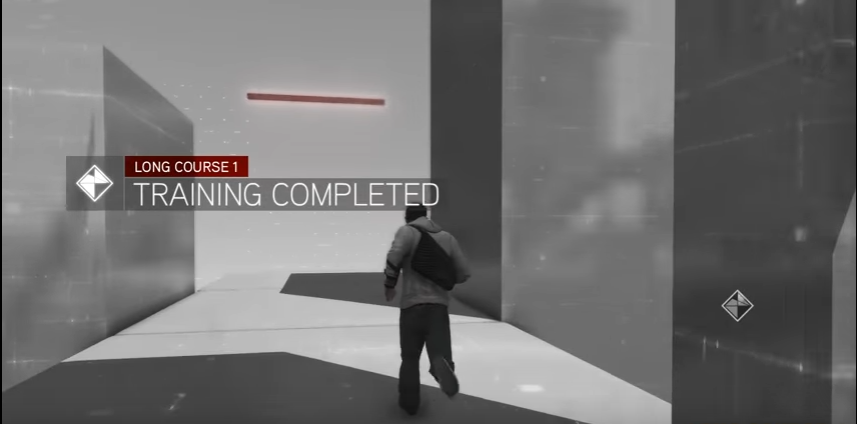 LONG COURSE 1
TRAINING COMPLETED